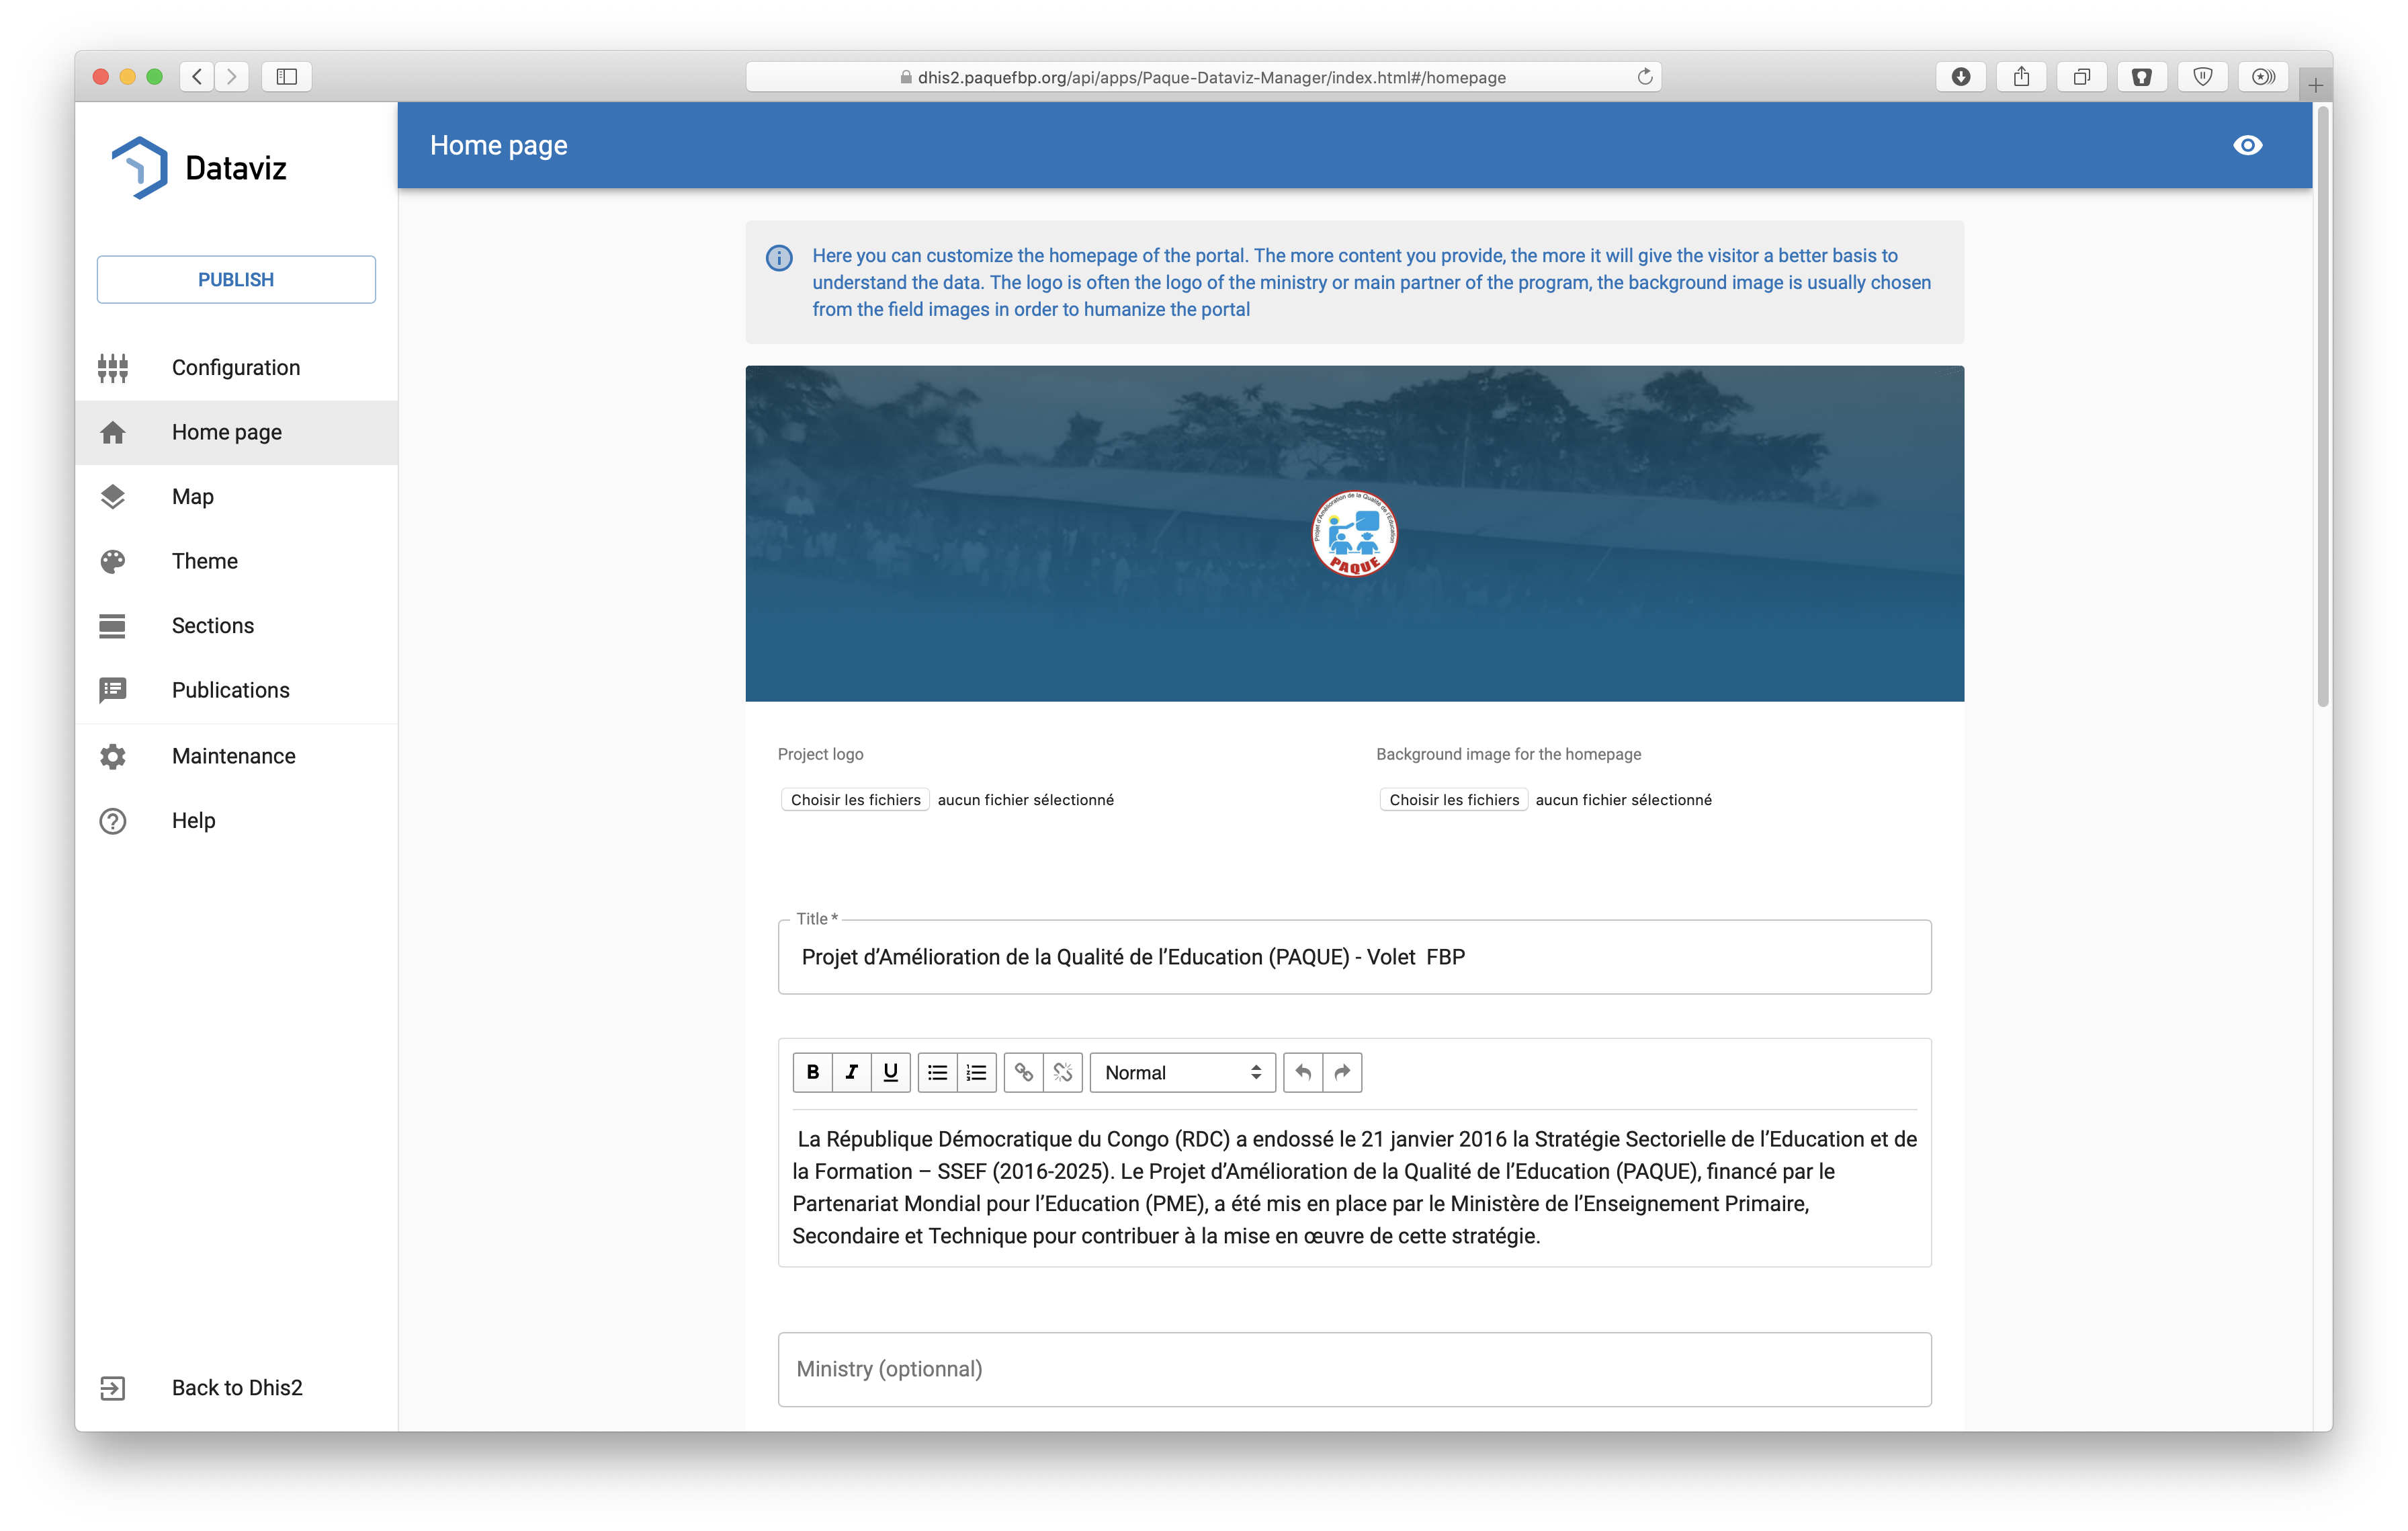 dhis2.paquefbp.org/api/apps/Paque-Dataviz-Manager/index.html#/homepage
Dataviz
PUBLISH
Configuration
Home page
Map
Theme
Sections
Publications
Maintenance
Help
Back to Dhis2
Home page
Here you can customize the homepage of the portal. The more content you provide, the more it will give the visitor a better basis to
understand the data. The logo is often the logo of the ministry or main partner of the program, the background image is usually chosen
from the field images in order to humanize the portal
Projet d'Amélioration de la Qualité de l'Education
PAQUE
Project logo
Background image for the homepage
Choisir les fichiers aucun fichier sélectionné
Choisir les fichiers aucun fichier sélectionné
Title *
Projet d’Amélioration de la Qualité de l’Education (PAQUE) - Volet  FBP
B I U Normal
La République Démocratique du Congo (RDC) a endossé le 21 janvier 2016 la Stratégie Sectorielle de l’Education et de
la Formation – SSEF (2016-2025). Le Projet d’Amélioration de la Qualité de l’Education (PAQUE), financé par le
Partenariat Mondial pour l’Education (PME), a été mis en place par le Ministère de l’Enseignement Primaire,
Secondaire et Technique pour contribuer à la mise en œuvre de cette stratégie.
Ministry (optionnal)